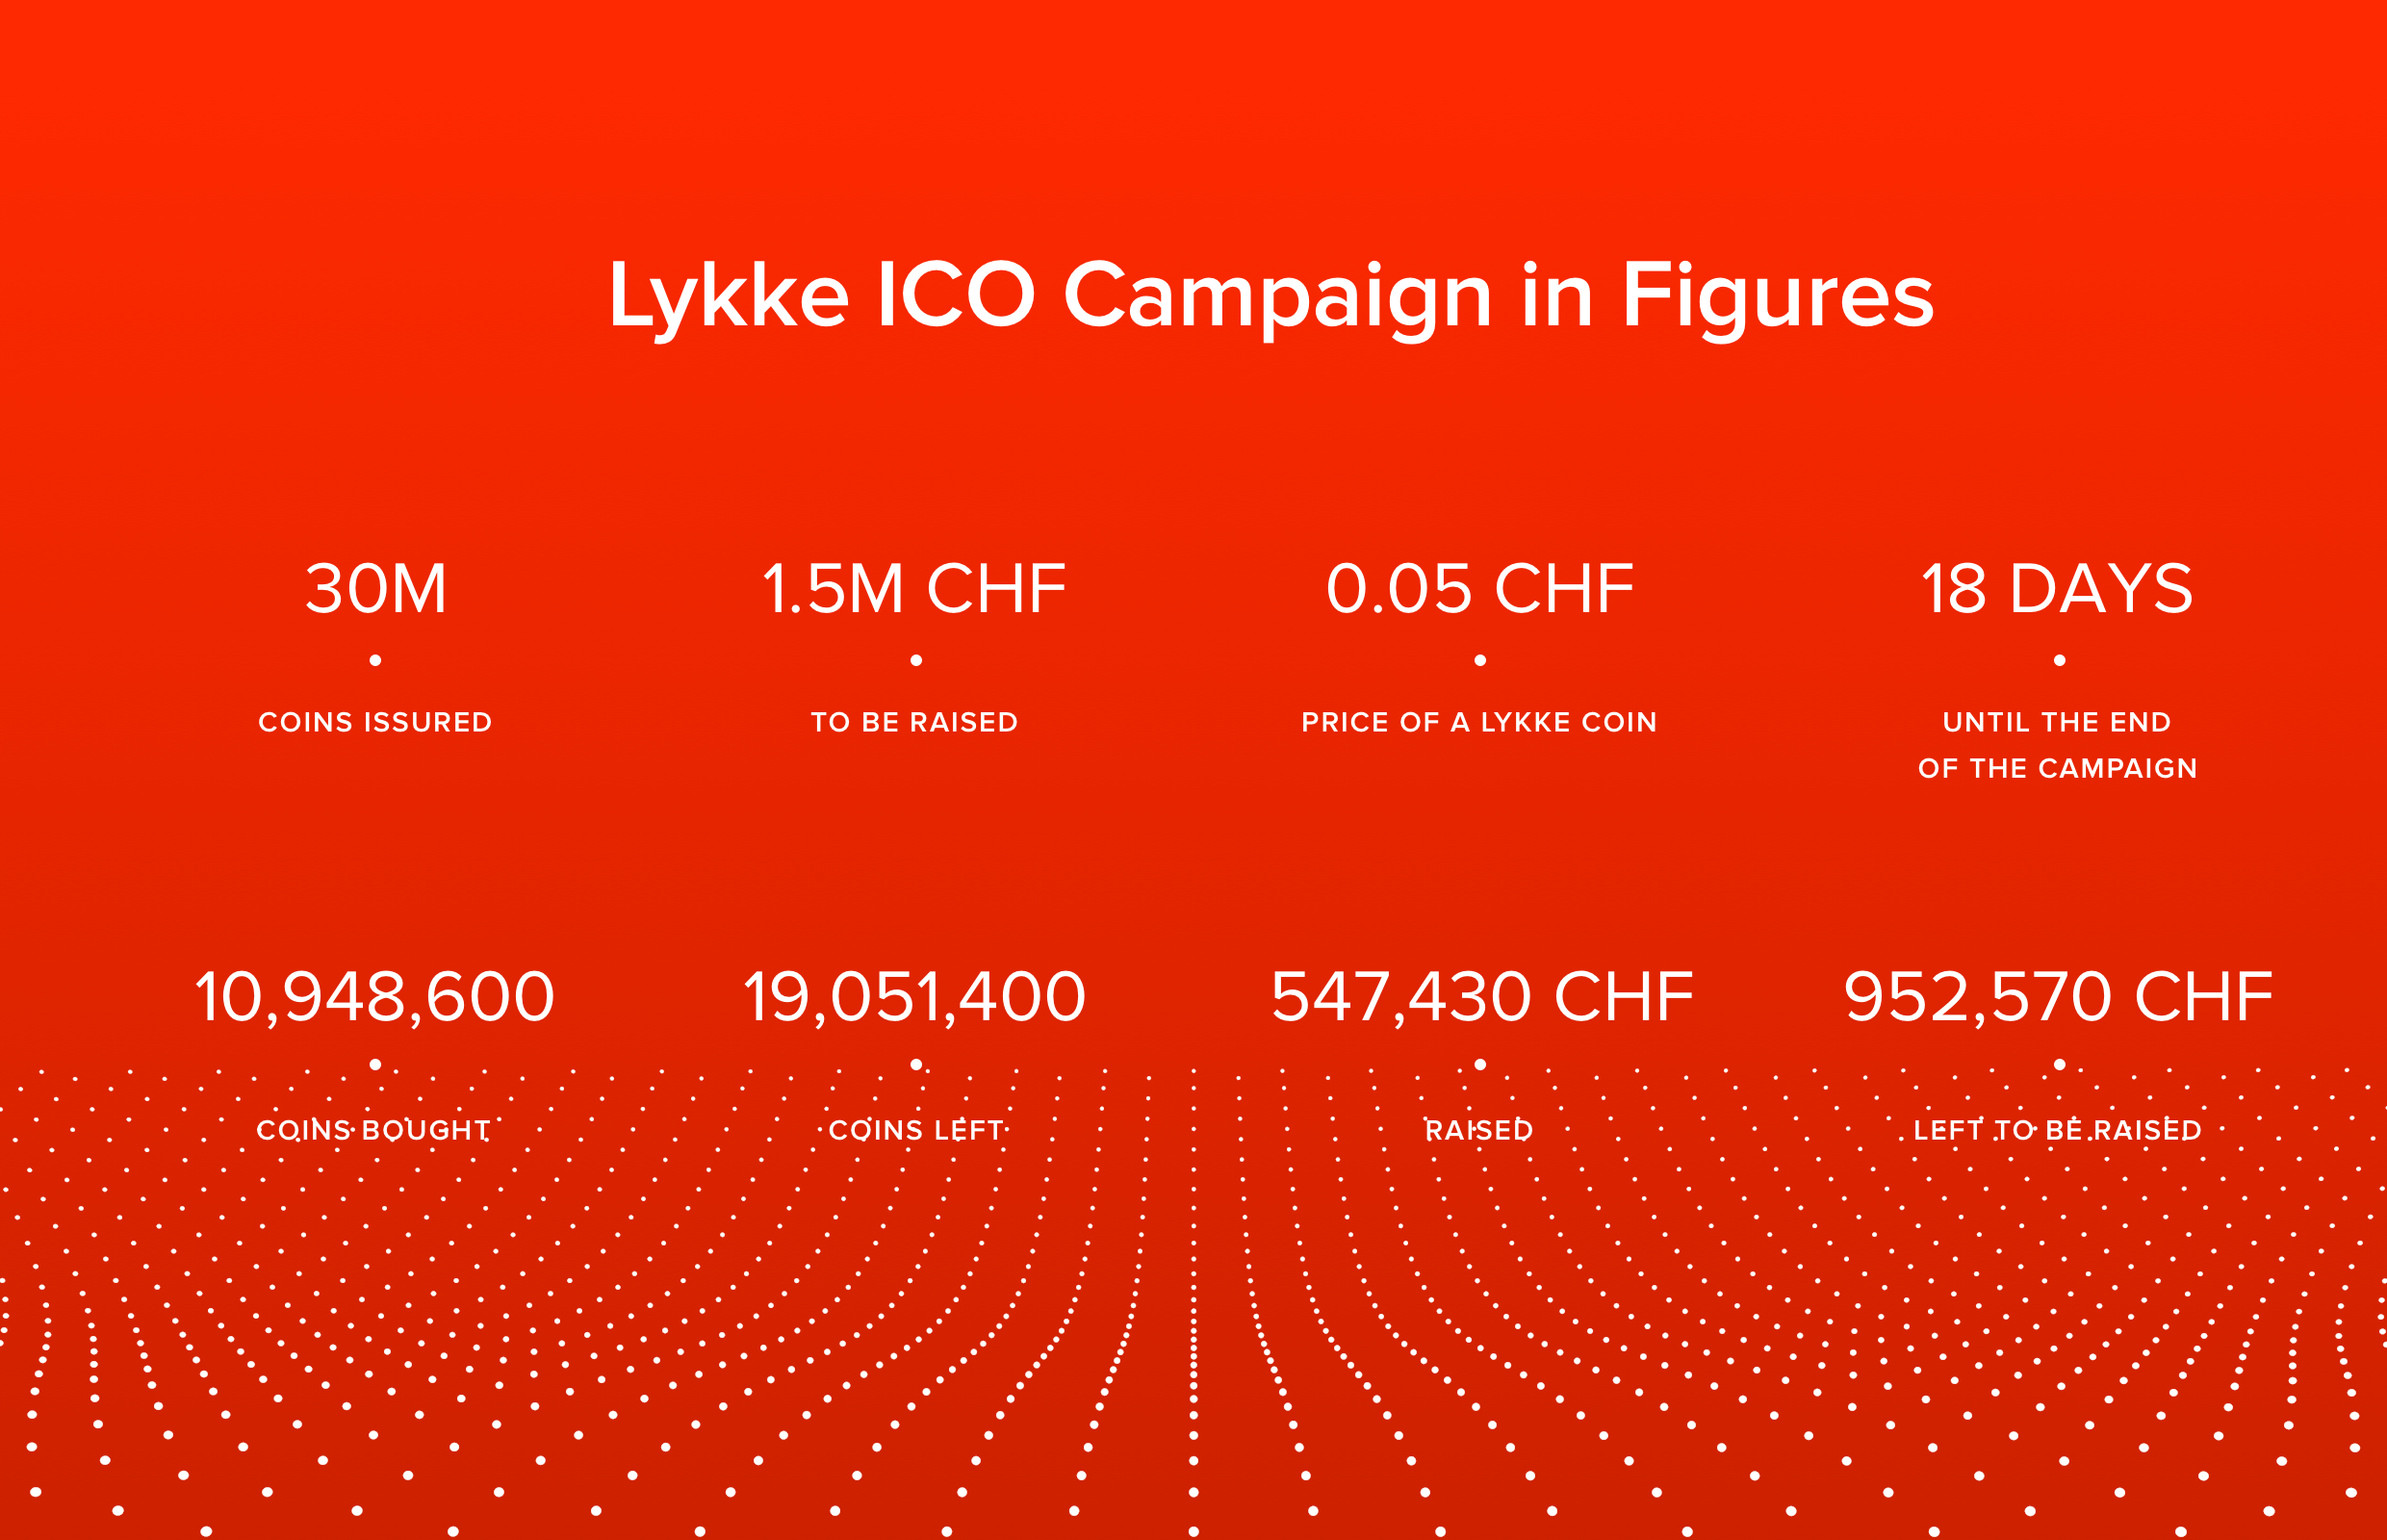 Lykke ICO Campaign in Figures
30M
COINS ISSURED
1.5M CHF
TO BE RAISED
0.05 CHF
PRICE OF A LYKKE COIN
18 DAYS
UNTIL THE END
OF THE CAMPAIGN
10,948,600
COINS BOUGHT
19,051,400
COINS LEFT
547,430 CHF
RAISED
952,570 CHF
LEFT TO BE RAISED